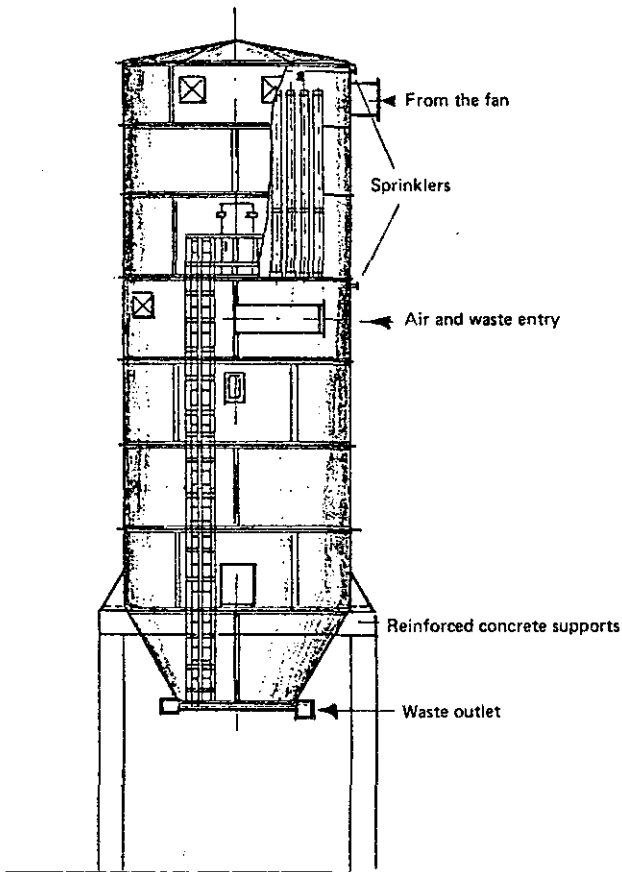 From the fan
Sprinklers
Air and waste entry
Reinforced concrete supports
Waste outlet